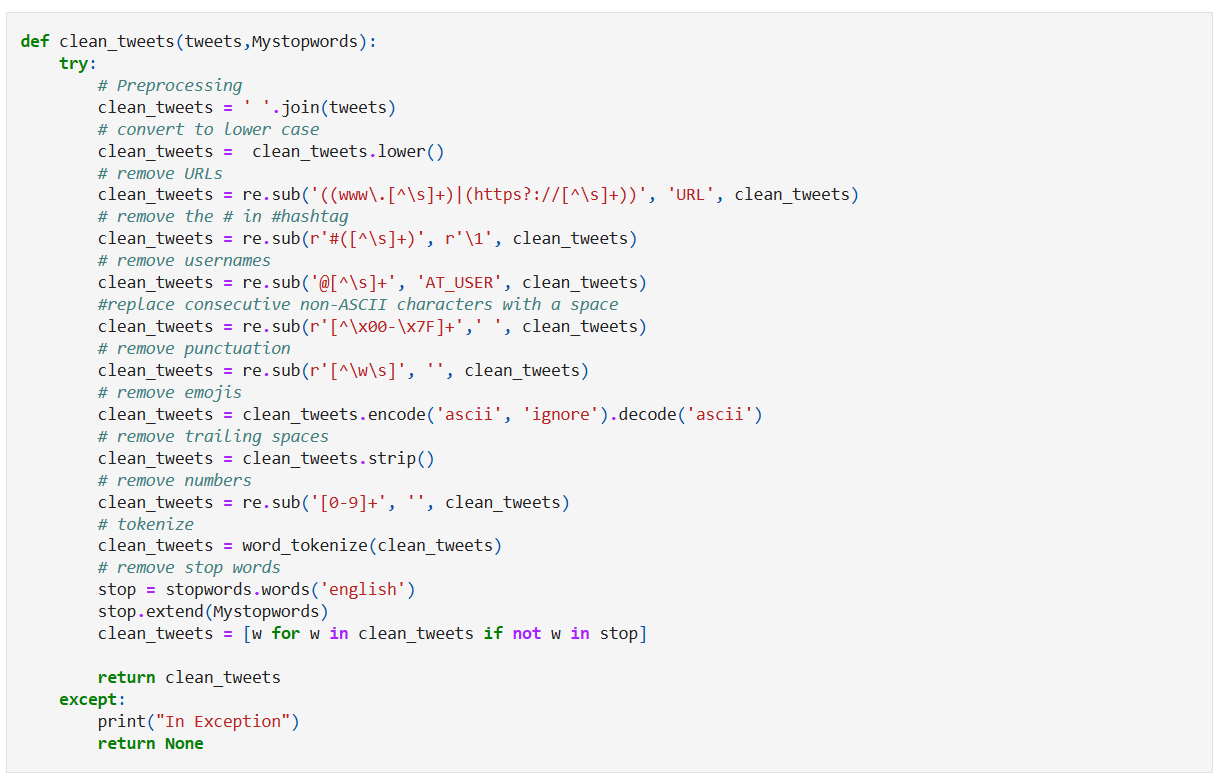 def clean_tweets(tweets,Mystopwords):
    try:
        # Preprocessing
        clean_tweets = ' '.join(tweets)
        # convert to lower case
        clean_tweets =  clean_tweets.lower()
        # remove URLs
        clean_tweets = re.sub('((www\.[^\s]+)|(https?://[^\s]+))', 'URL', clean_tweets)
        # remove the # in #hashtag
        clean_tweets = re.sub(r'#([^\s]+)', r'\1', clean_tweets)
        # remove usernames
        clean_tweets = re.sub('@[^\s]+', 'AT_USER', clean_tweets)
        #replace consecutive non-ASCII characters with a space
        clean_tweets = re.sub(r'[^\x00-\x7F]+',' ', clean_tweets)
        # remove punctuation
        clean_tweets = re.sub(r'[^\w\s]', '', clean_tweets)
        # remove emojis
        clean_tweets = clean_tweets.encode('ascii', 'ignore').decode('ascii')
        # remove trailing spaces
        clean_tweets = clean_tweets.strip()
        # remove numbers
        clean_tweets = re.sub('[0-9]+', '', clean_tweets)
        # tokenize
        clean_tweets = word_tokenize(clean_tweets)
        # remove stop words
        stop = stopwords.words('english')
        stop.extend(Mystopwords)
        clean_tweets = [w for w in clean_tweets if not w in stop]

        return clean_tweets
    except:
        print("In Exception")
        return None